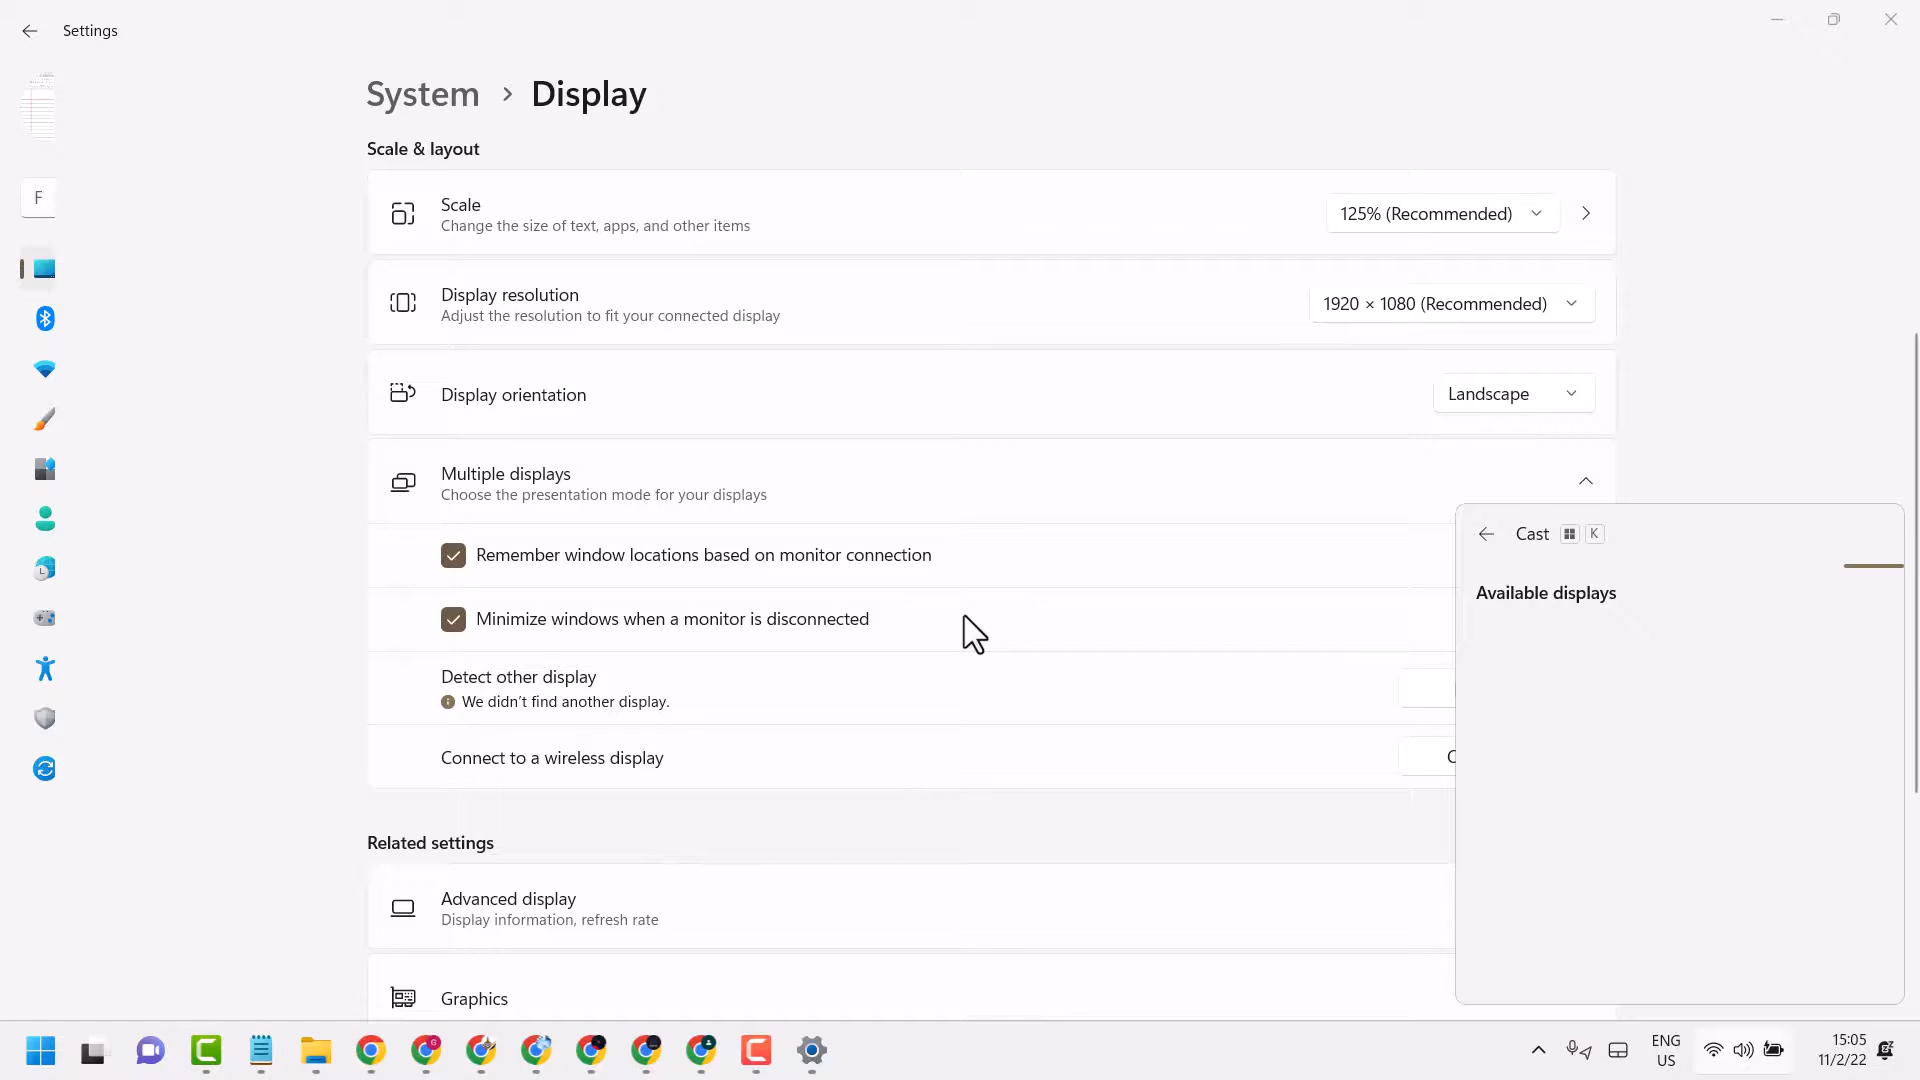 Settings
System > Display
Scale & layout
Scale
Change the size of text, apps, and other items
125% (Recommended)
Display resolution
Adjust the resolution to fit your connected display
1920 × 1080 (Recommended)
Display orientation
Landscape
Multiple displays
Choose the presentation mode for your displays
Remember window locations based on monitor connection
Minimize windows when a monitor is disconnected
Detect other display
We didn't find another display.
Connect to a wireless display
C
Related settings
Advanced display
Display information, refresh rate
Graphics
F
Cast K
Available displays
ENG
US
15:05
11/2/22